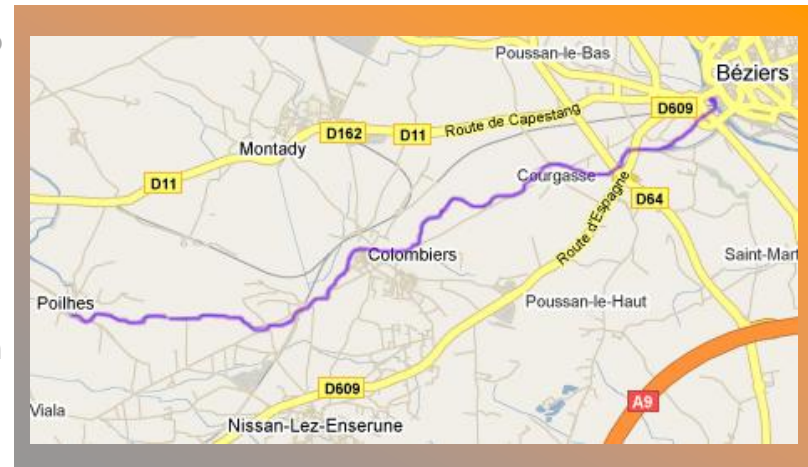 Poussan-le-Bas
Béziers
D609
Route de Capestang
D162
D11
Montady
D11
Courgasse
D64
Route d'Espagne
Colombiers
Saint-Mart
Poilhes
Poussan-le-Haut
D609
A9
Viala
Nissan-Lez-Enserune